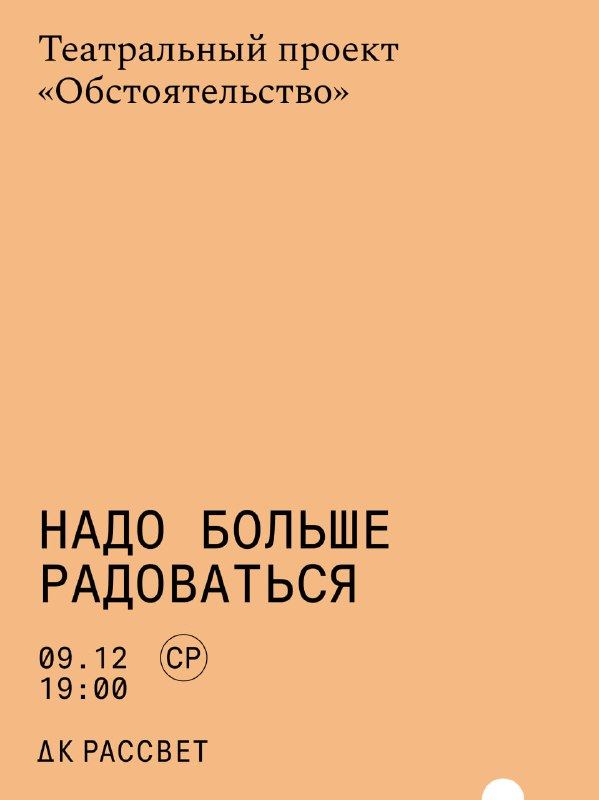 Театральный проект
«Обстоятельство»
НАДО БОЛЬШЕ
РАДОВАТЬСЯ
09.12 СР
19:00
ДК РАССВЕТ